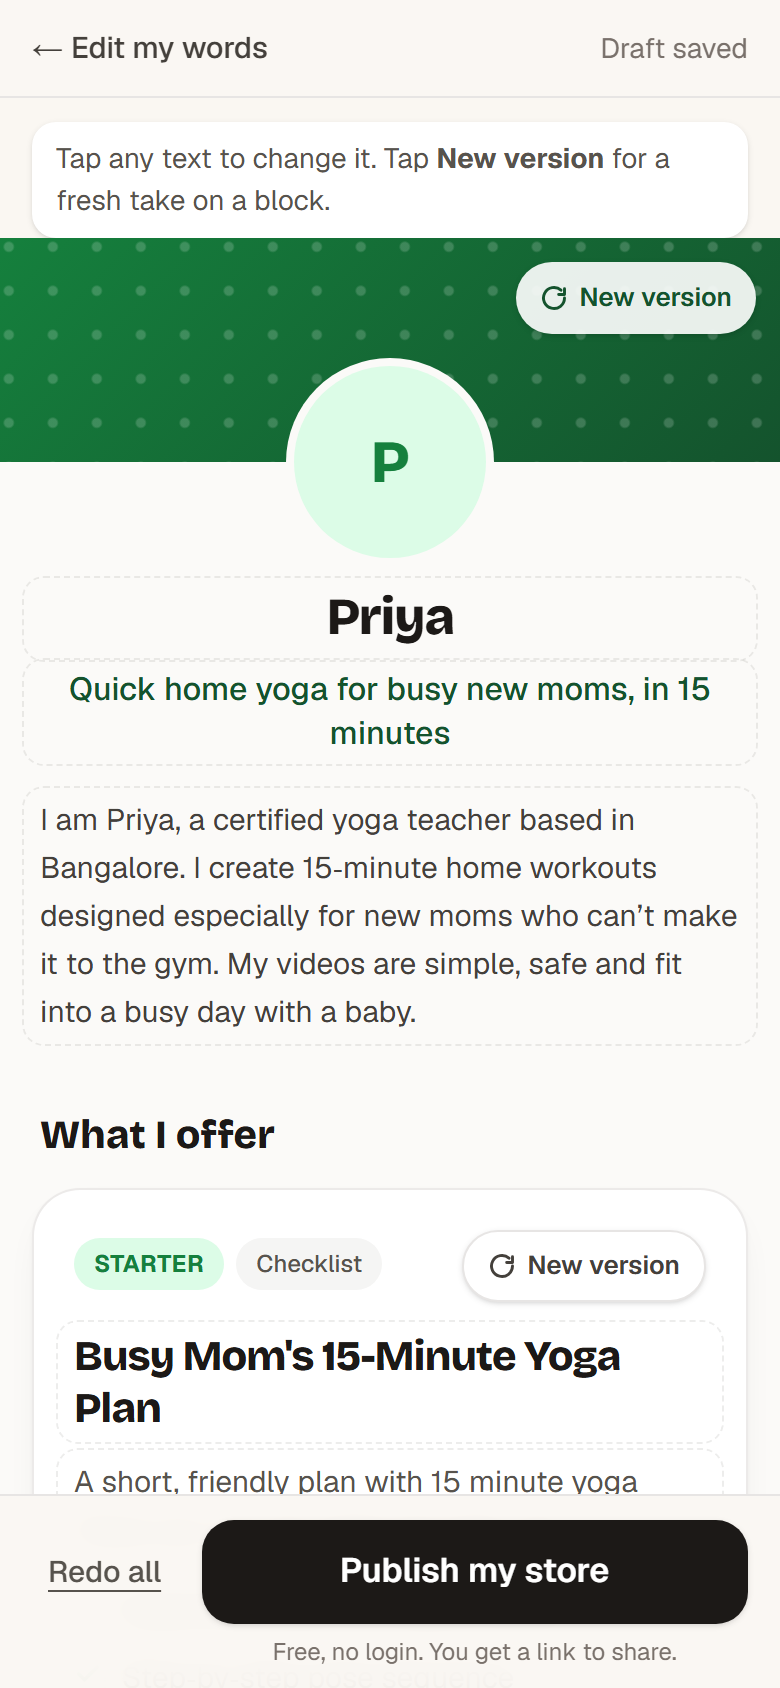 ← Edit my words
Draft saved
Tap any text to change it. Tap New version for a
fresh take on a block.
New version
P
Priya
Quick home yoga for busy new moms, in 15
minutes
I am Priya, a certified yoga teacher based in
Bangalore. I create 15-minute home workouts
designed especially for new moms who can’t make
it to the gym. My videos are simple, safe and fit
into a busy day with a baby.
What I offer
STARTER
Checklist
New version
Busy Mom's 15-Minute Yoga
Plan
A short, friendly plan with 15 minute yoga
Redo all
Publish my store
Free, no login. You get a link to share.
Step-by-step pose sequence